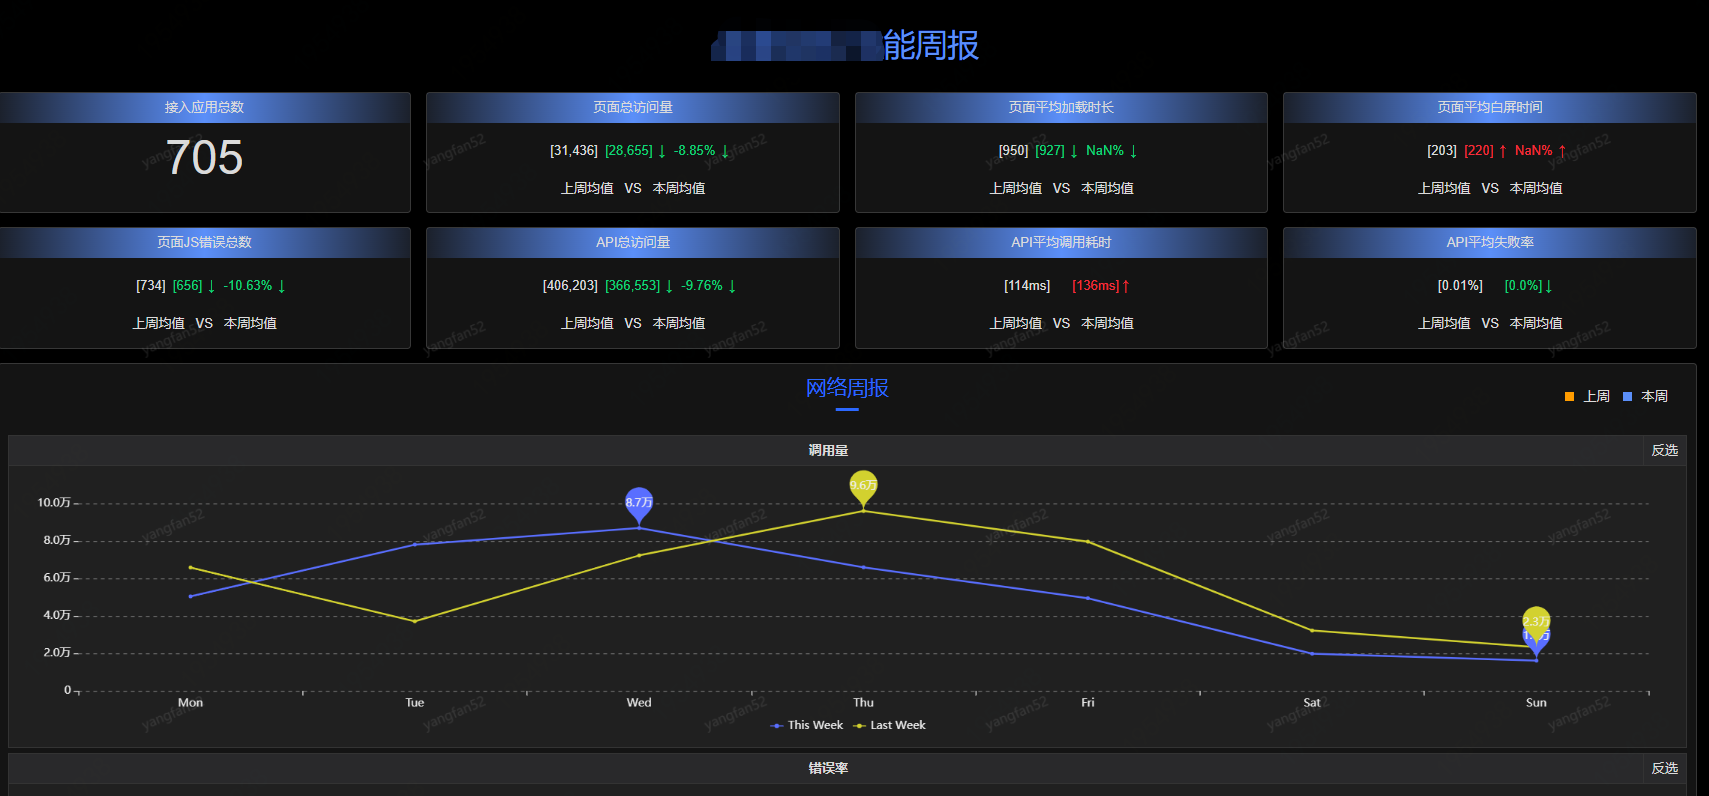 能周报
接入应用总数
705
页面总访问量
[31,436] [28,655] ↓ -8.85% ↓
上周均值 VS 本周均值
页面平均加载时长
[950] [927] ↓ NaN% ↓
上周均值 VS 本周均值
页面平均白屏时间
[203] [220] ↑ NaN% ↑
上周均值 VS 本周均值
页面JS错误总数
[734] [656] ↓ -10.63% ↓
上周均值 VS 本周均值
API总访问量
[406,203] [366,553] ↓ -9.76% ↓
上周均值 VS 本周均值
API平均调用耗时
[114ms] [136ms]↑
上周均值 VS 本周均值
API平均失败率
[0.01%] [0.0%]↓
上周均值 VS 本周均值
网络周报
上周 本周
调用量
反选
10.0万
8.0万
6.0万
4.0万
2.0万
0
8.7万
9.6万
2.3万
Mon Tue Wed Thu Fri Sat Sun
This Week Last Week
错误率
反选
yangfan52